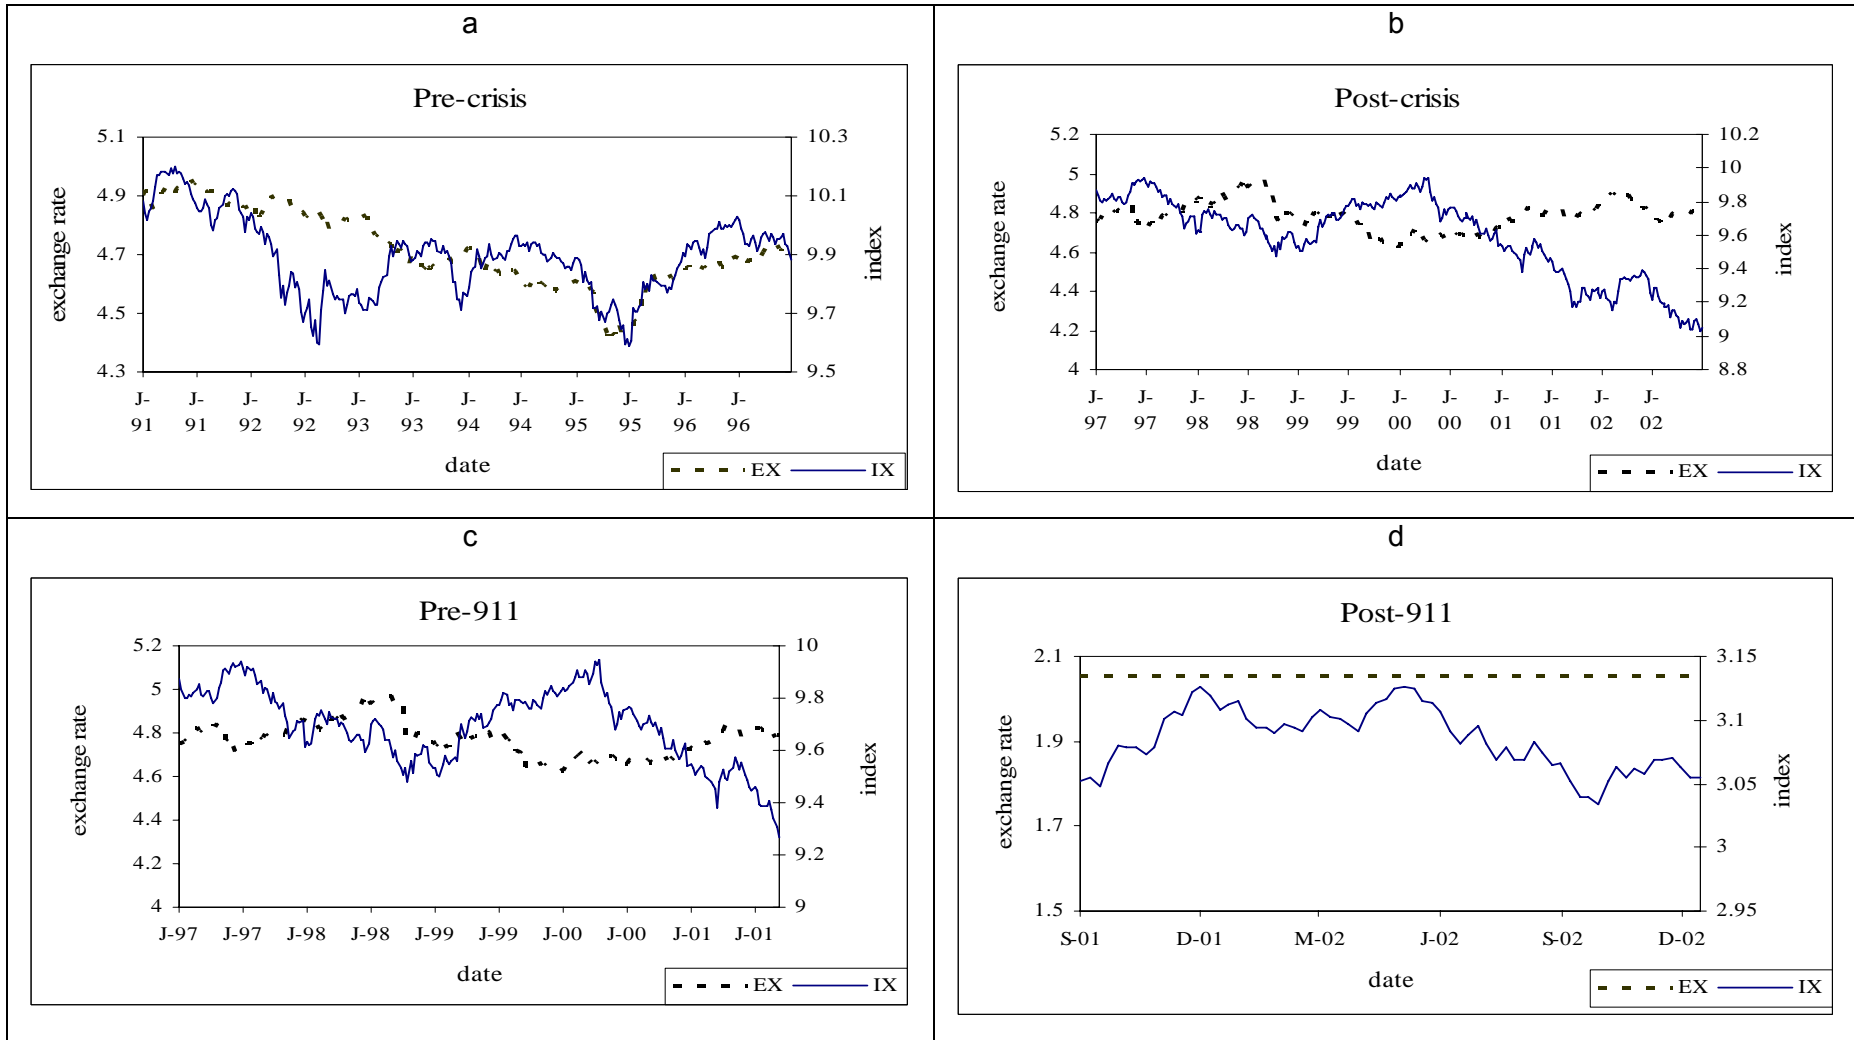 a
Pre-crisis
5.1
4.9
4.7
4.5
4.3
exchange rate
10.3
10.1
9.9
9.7
9.5
index
J-91 J-91 J-92 J-92 J-93 J-93 J-94 J-94 J-95 J-95 J-96 J-96
date
EX IX
b
Post-crisis
5.2
5
4.8
4.6
4.4
4.2
4
exchange rate
10.2
10
9.8
9.6
9.4
9.2
9
8.8
index
J-97 J-97 J-98 J-98 J-99 J-99 J-00 J-00 J-01 J-01 J-02 J-02
date
EX IX
c
Pre-911
5.2
5
4.8
4.6
4.4
4.2
4
exchange rate
10
9.8
9.6
9.4
9.2
9
index
J-97 J-97 J-98 J-98 J-99 J-99 J-00 J-00 J-01 J-01
date
EX IX
d
Post-911
2.1
1.9
1.7
1.5
exchange rate
3.15
3.1
3.05
3
2.95
index
S-01 D-01 M-02 J-02 S-02 D-02
date
EX IX